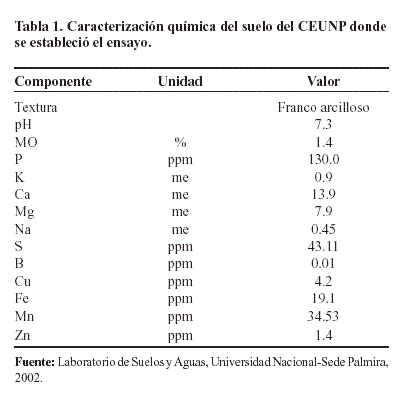 Tabla 1. Caracterización química del suelo del CEUNP donde
se estableció el ensayo.
Componente Unidad Valor
Textura Franco arcilloso
pH 7.3
MO % 1.4
P ppm 130.0
K me 0.9
Ca me 13.9
Mg me 7.9
Na me 0.45
S ppm 43.11
B ppm 0.01
Cu ppm 4.2
Fe ppm 19.1
Mn ppm 34.53
Zn ppm 1.4
Fuente: Laboratorio de Suelos y Aguas, Universidad Nacional-Sede Palmira,
2002.